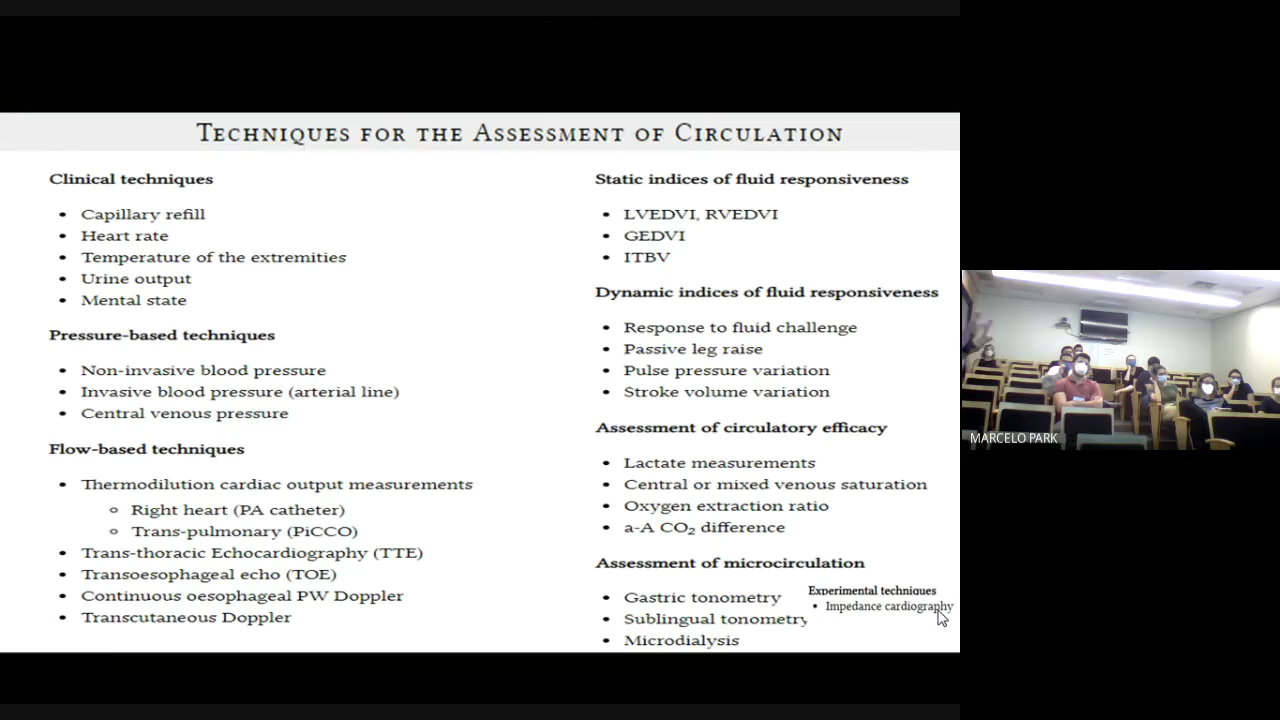 Techniques for the Assessment of Circulation
Clinical techniques
• Capillary refill
• Heart rate
• Temperature of the extremities
• Urine output
• Mental state
Pressure-based techniques
• Non-invasive blood pressure
• Invasive blood pressure (arterial line)
• Central venous pressure
Flow-based techniques
• Thermodilution cardiac output measurements
○ Right heart (PA catheter)
○ Trans-pulmonary (PiCCO)
• Trans-thoracic Echocardiography (TTE)
• Transoesophageal echo (TOE)
• Continuous oesophageal PW Doppler
• Transcutaneous Doppler
Static indices of fluid responsiveness
• LVEDVI, RVEDVI
• GEDVI
• ITBV
Dynamic indices of fluid responsiveness
• Response to fluid challenge
• Passive leg raise
• Pulse pressure variation
• Stroke volume variation
Assessment of circulatory efficacy
• Lactate measurements
• Central or mixed venous saturation
• Oxygen extraction ratio
• a-A CO₂ difference
Assessment of microcirculation
• Gastric tonometry
• Sublingual tonometry
• Microdialysis
Experimental techniques
• Impedance cardiography
MARCELO PARK